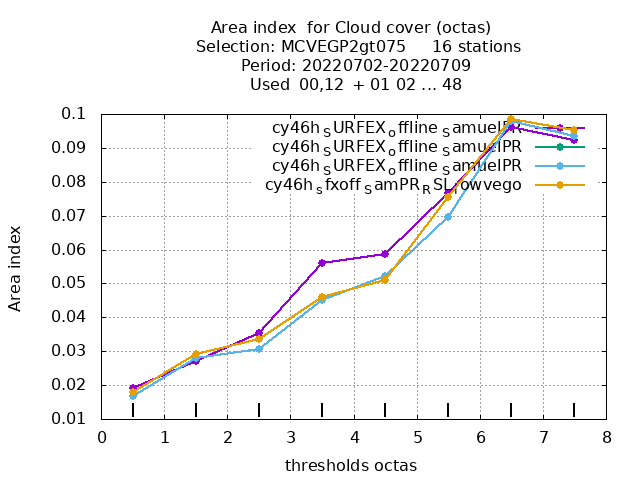 Area index  for Cloud cover (octas)
Selection: MCVEGP2gt075     16 stations
Period: 20220702-20220709
Used  00,12  + 01 02 ... 48
cy46h_SURFEX_offline_SamuelPR
cy46h_SURFEX_offline_SamuelPR
cy46h_SURFEX_offline_SamuelPR
cy46h_sfxoff_SamPR_RSL_lowvego
0.1
0.09
0.08
0.07
0.06
0.05
0.04
0.03
0.02
0.01
Area index
0 1 2 3 4 5 6 7 8
thresholds octas